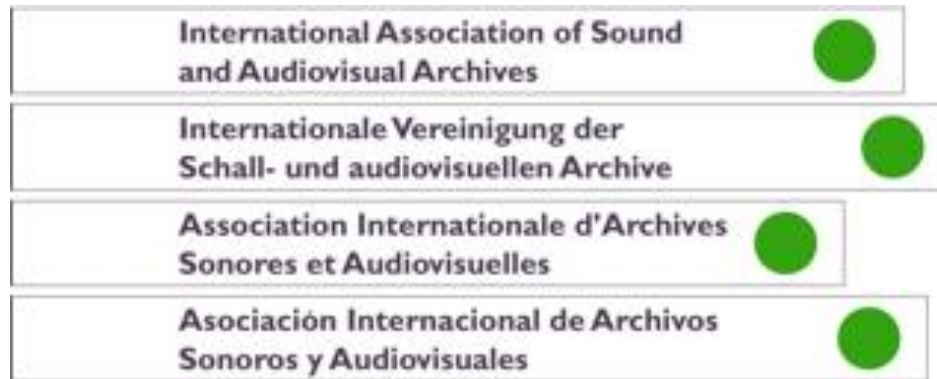 International Association of Sound
and Audiovisual Archives
Internationale Vereinigung der
Schall- und audiovisuellen Archive
Association Internationale d'Archives
Sonores et Audiovisuelles
Asociación Internacional de Archivos
Sonoros y Audiovisuales